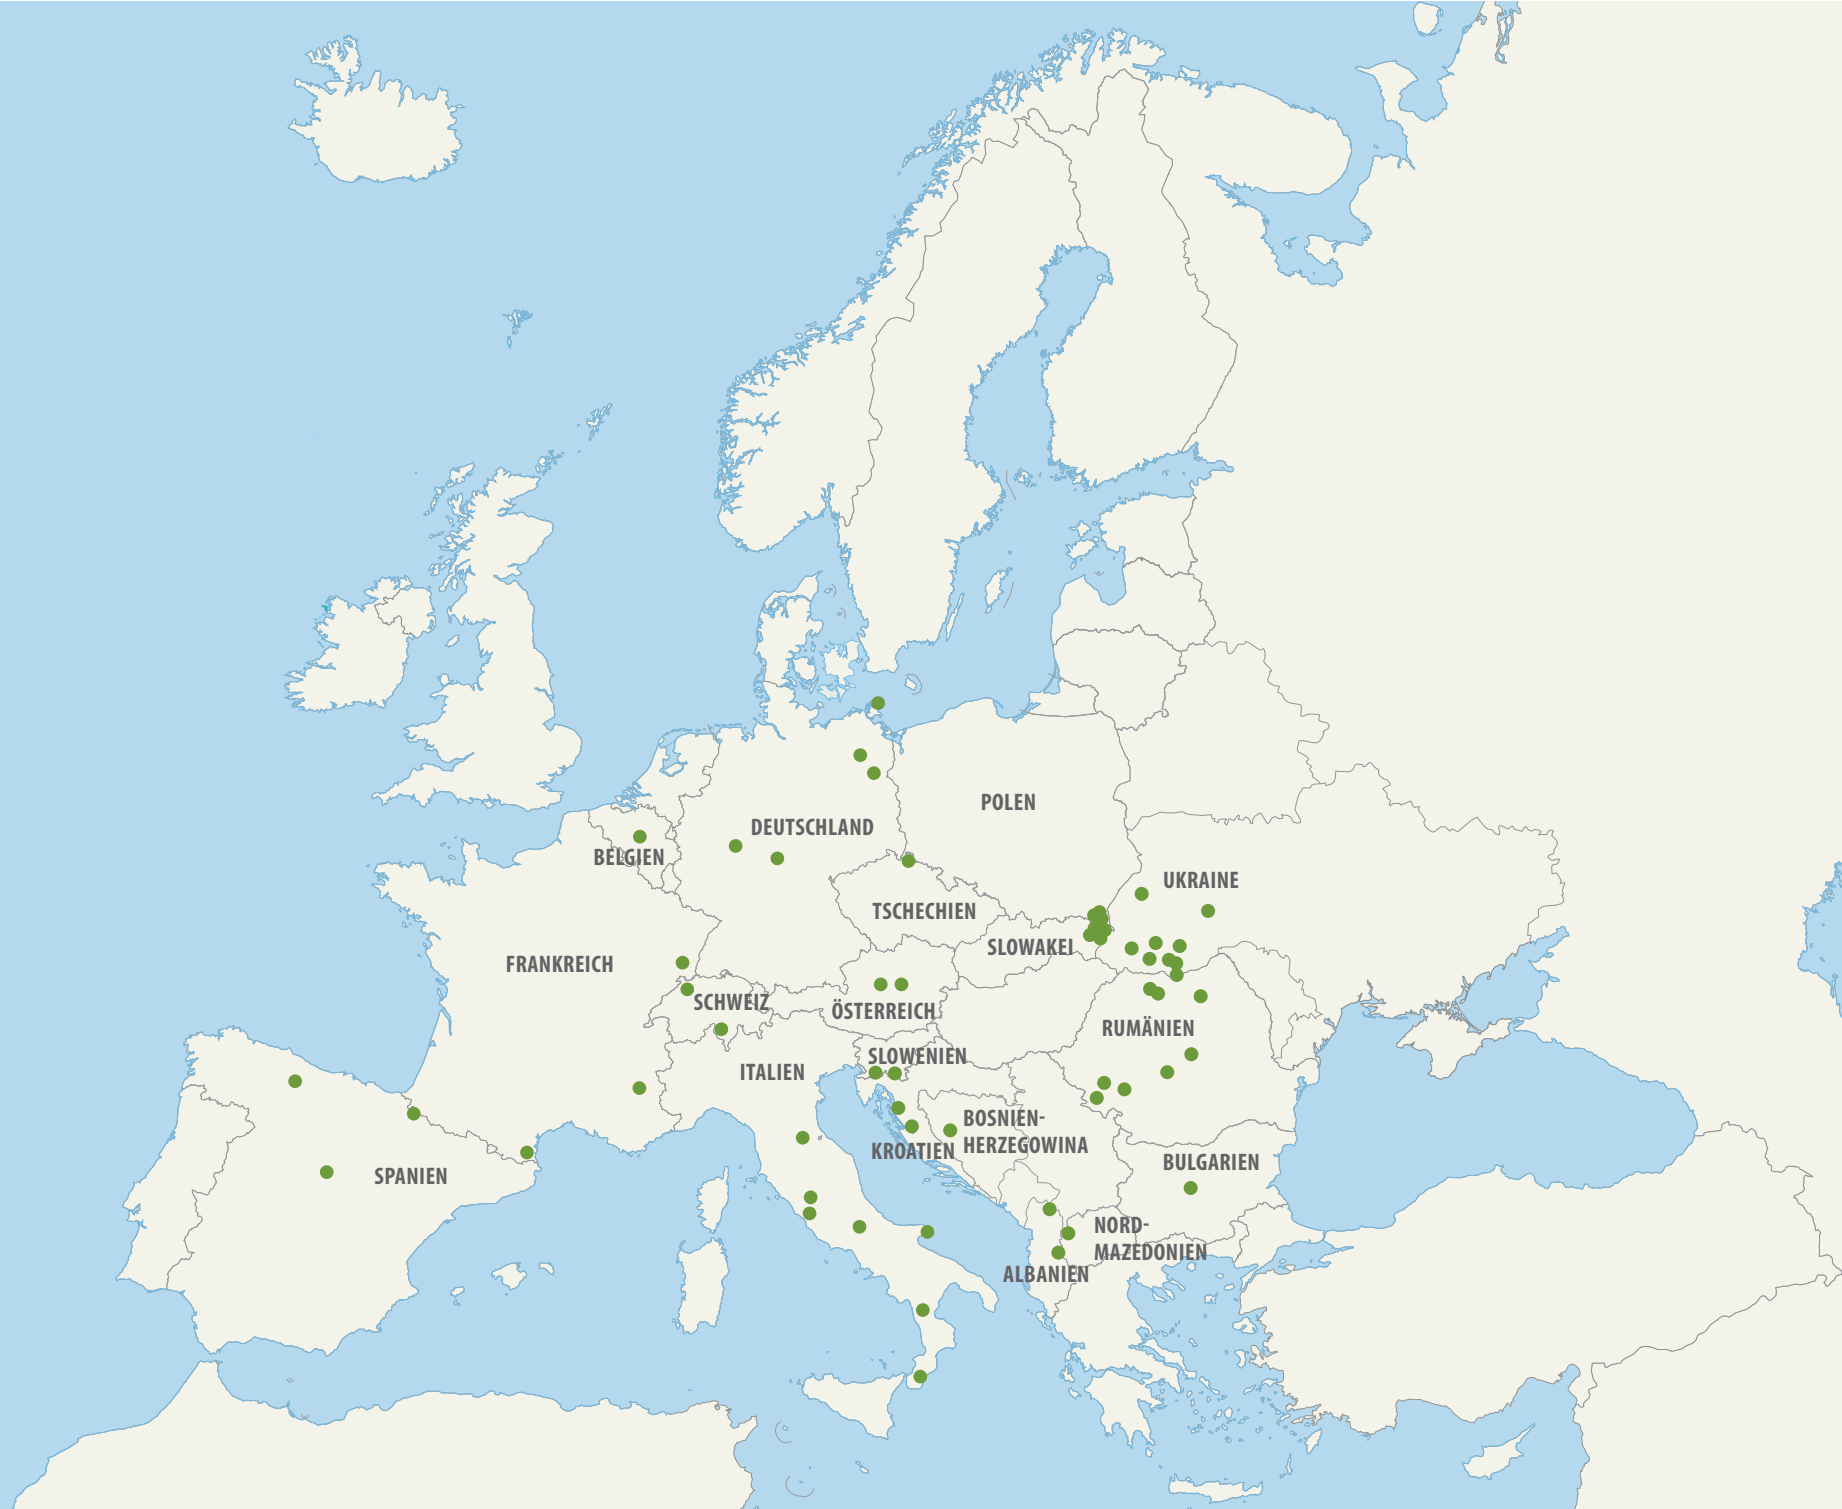 POLEN
DEUTSCHLAND
BELGIEN
UKRAINE
TSCHECHIEN
SLOWAKEI
FRANKREICH
SCHWEIZ
ÖSTERREICH
RUMÄNIEN
SLOWENIEN
ITALIEN
BOSNIEN-
HERZEGOWINA
KROATIEN
BULGARIEN
SPANIEN
NORD-
MAZEDONIEN
ALBANIEN